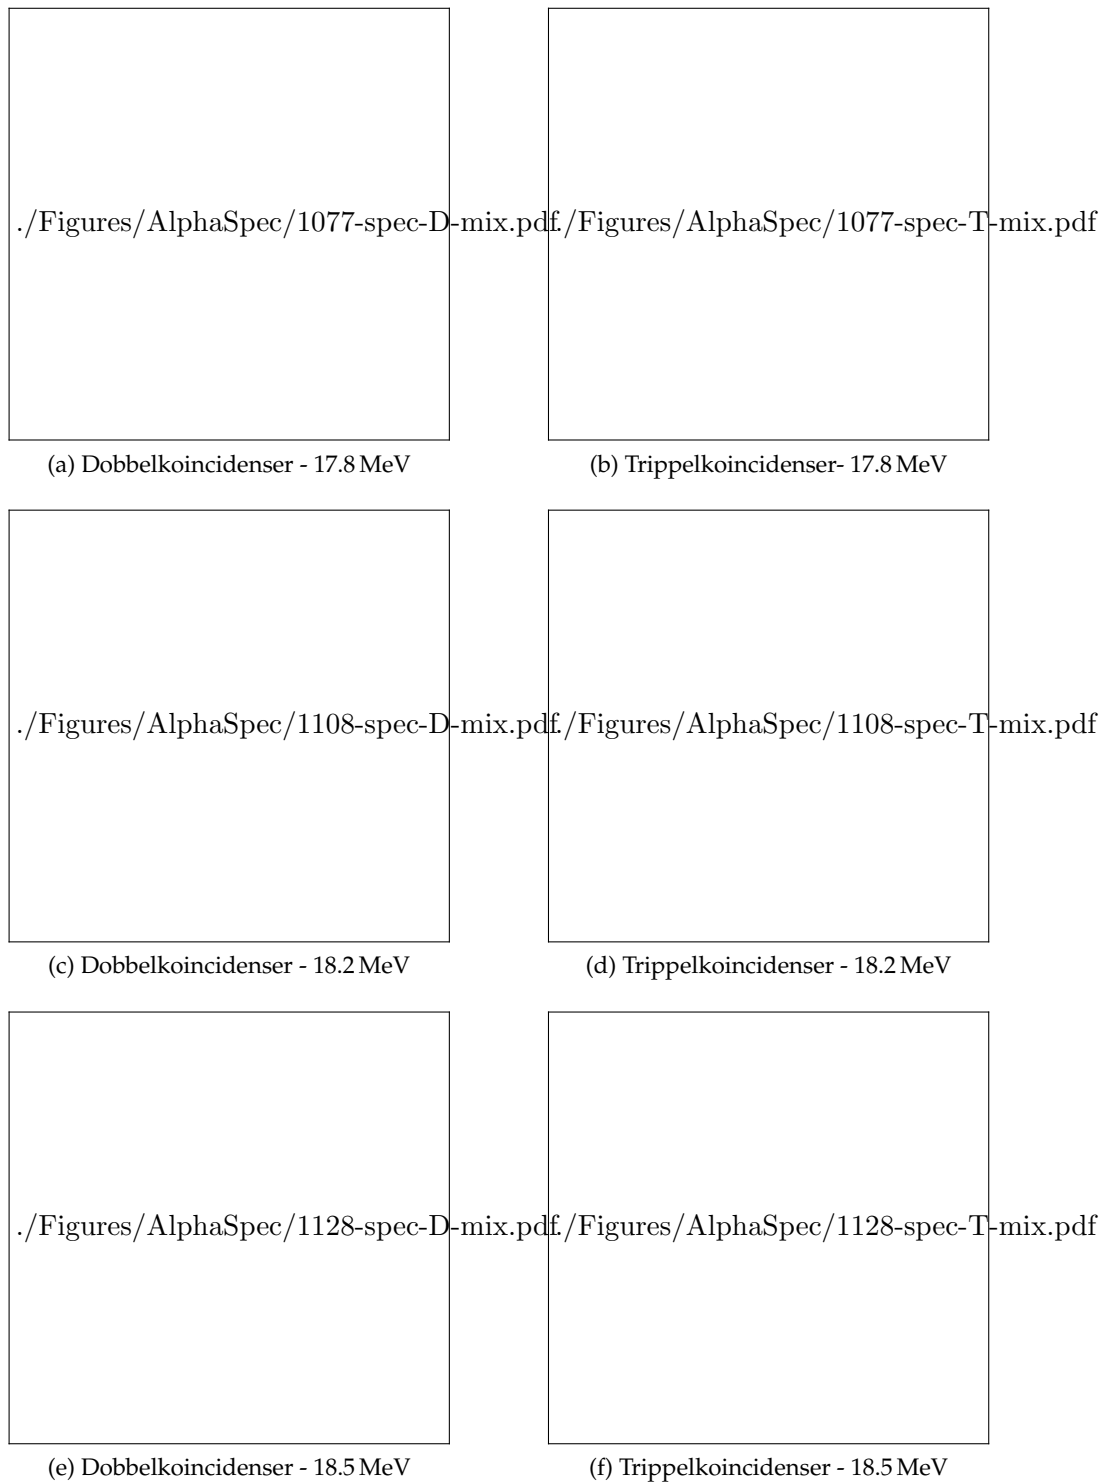 ./Figures/AlphaSpec/1077-spec-D-mix.pdf
./Figures/AlphaSpec/1077-spec-T-mix.pdf
(a) Dobbelkoincidenser - 17.8 MeV
(b) Trippelkoincidenser- 17.8 MeV
./Figures/AlphaSpec/1108-spec-D-mix.pdf
./Figures/AlphaSpec/1108-spec-T-mix.pdf
(c) Dobbelkoincidenser - 18.2 MeV
(d) Trippelkoincidenser - 18.2 MeV
./Figures/AlphaSpec/1128-spec-D-mix.pdf
./Figures/AlphaSpec/1128-spec-T-mix.pdf
(e) Dobbelkoincidenser - 18.5 MeV
(f) Trippelkoincidenser - 18.5 MeV